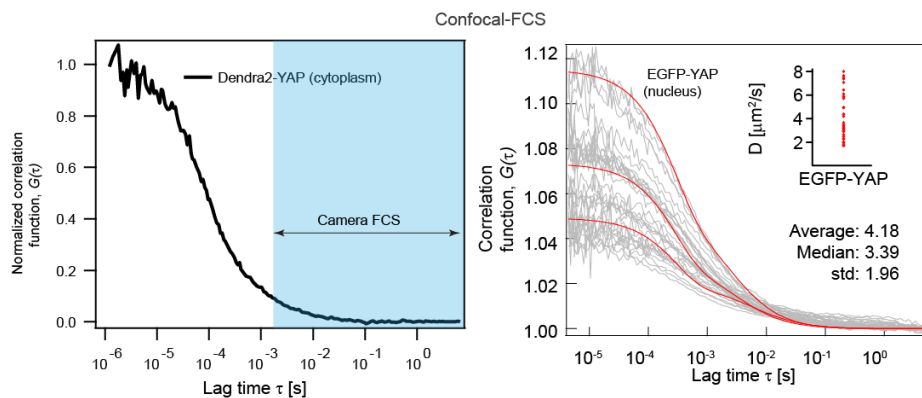 Confocal-FCS
Normalized correlation
function, G(τ)
1.0
0.8
0.6
0.4
0.2
0.0
Dendra2-YAP (cytoplasm)
Camera FCS
10⁻⁶ 10⁻⁵ 10⁻⁴ 10⁻³ 10⁻² 10⁻¹ 10⁰
Lag time τ [s]
Correlation
function, G(τ)
1.12
1.10
1.08
1.06
1.04
1.02
1.00
EGFP-YAP
(nucleus)
D [μm²/s]
8
6
4
2
EGFP-YAP
Average: 4.18
Median: 3.39
std: 1.96
10⁻⁵ 10⁻⁴ 10⁻³ 10⁻² 10⁻¹ 10⁰
Lag time τ [s]